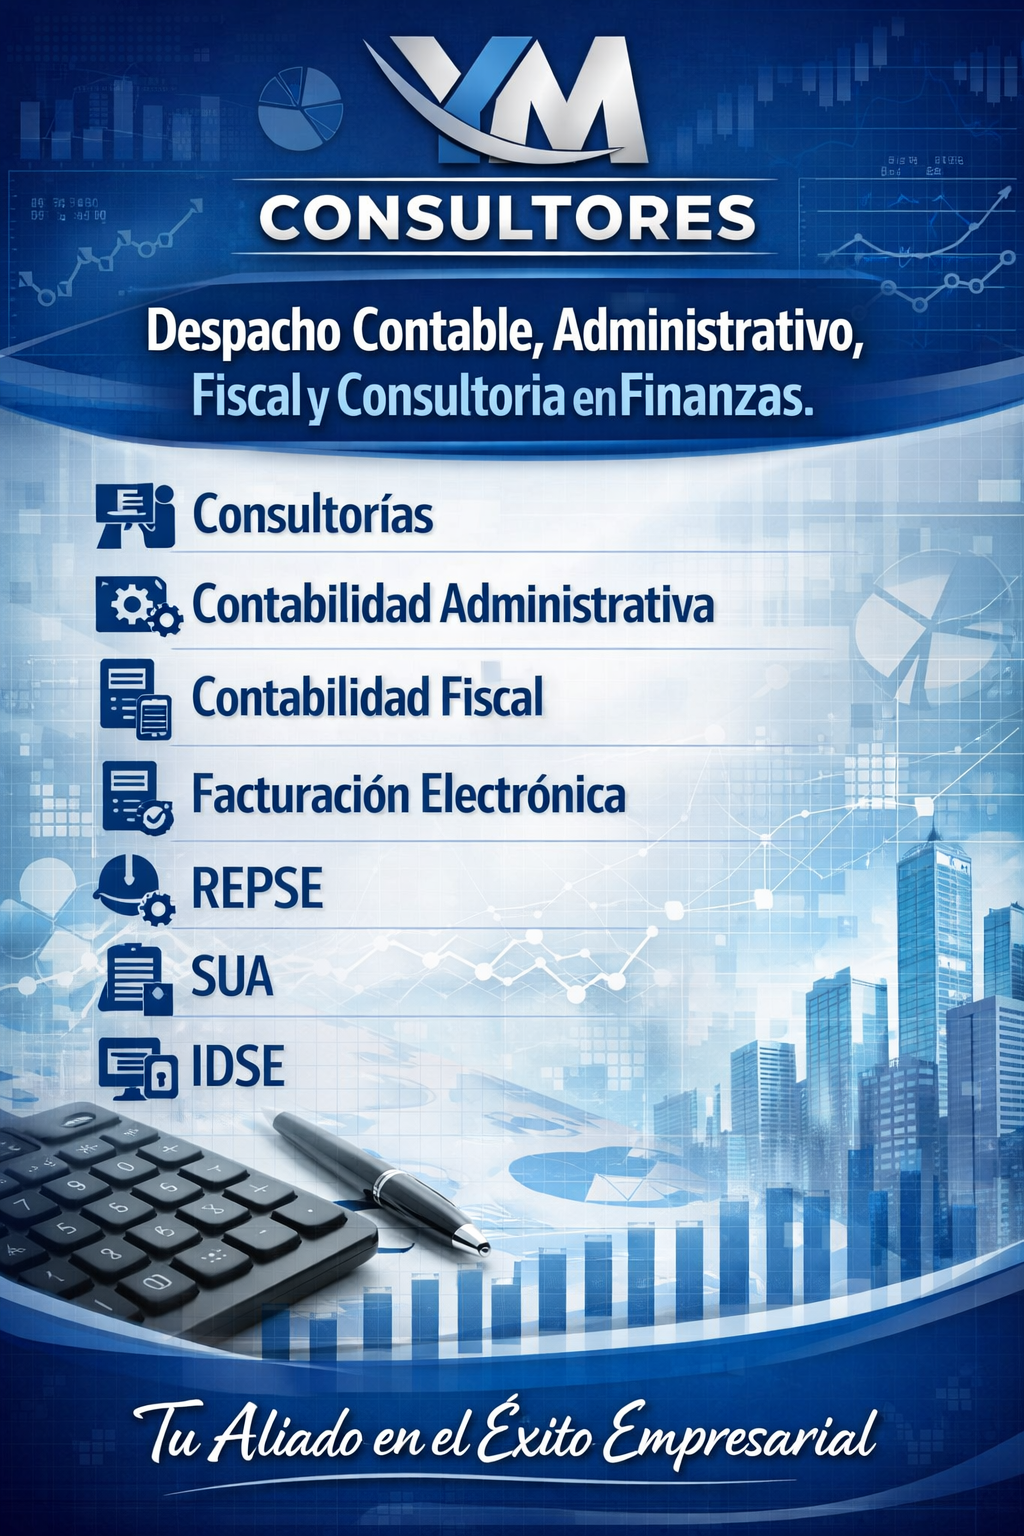 YM
CONSULTORES
Despacho Contable, Administrativo,
Fiscal y Consultoria en Finanzas.
Consultorías
Contabilidad Administrativa
Contabilidad Fiscal
Facturación Electrónica
REPSE
SUA
IDSE
Tu Aliado en el Éxito Empresarial